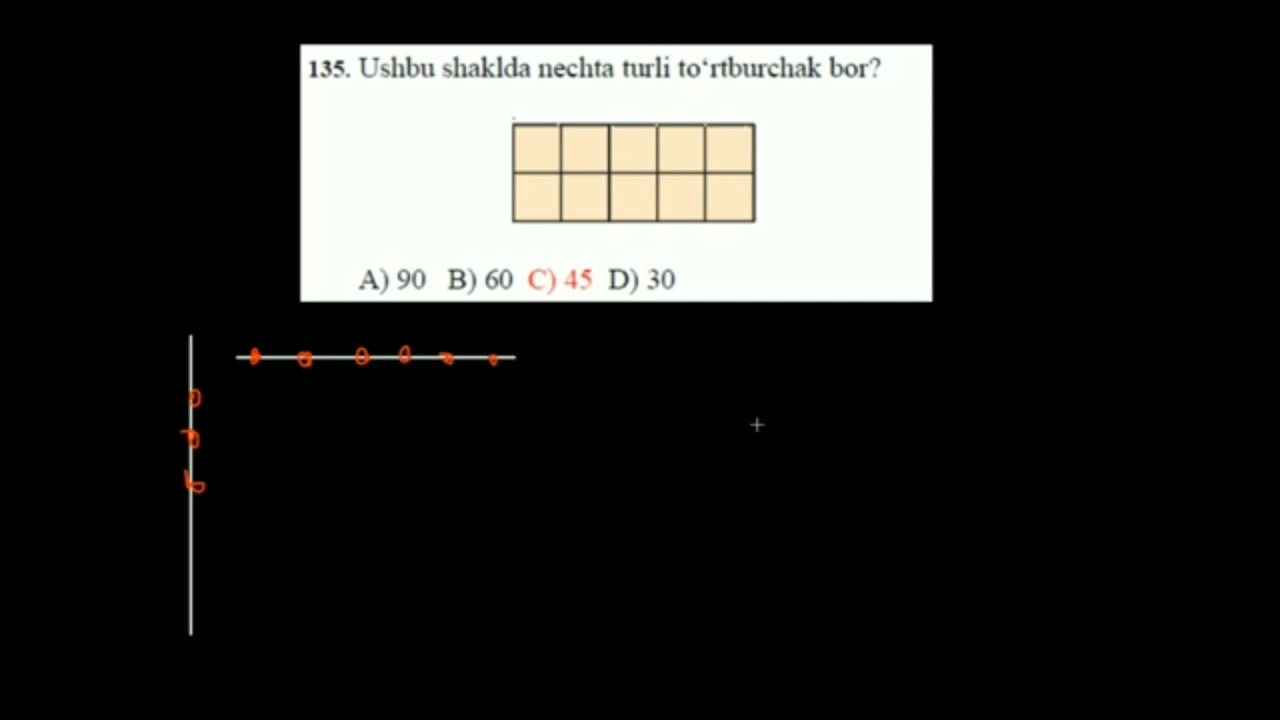 135. Ushbu shaklda nechta turli to‘rtburchak bor?
A) 90 B) 60 C) 45 D) 30